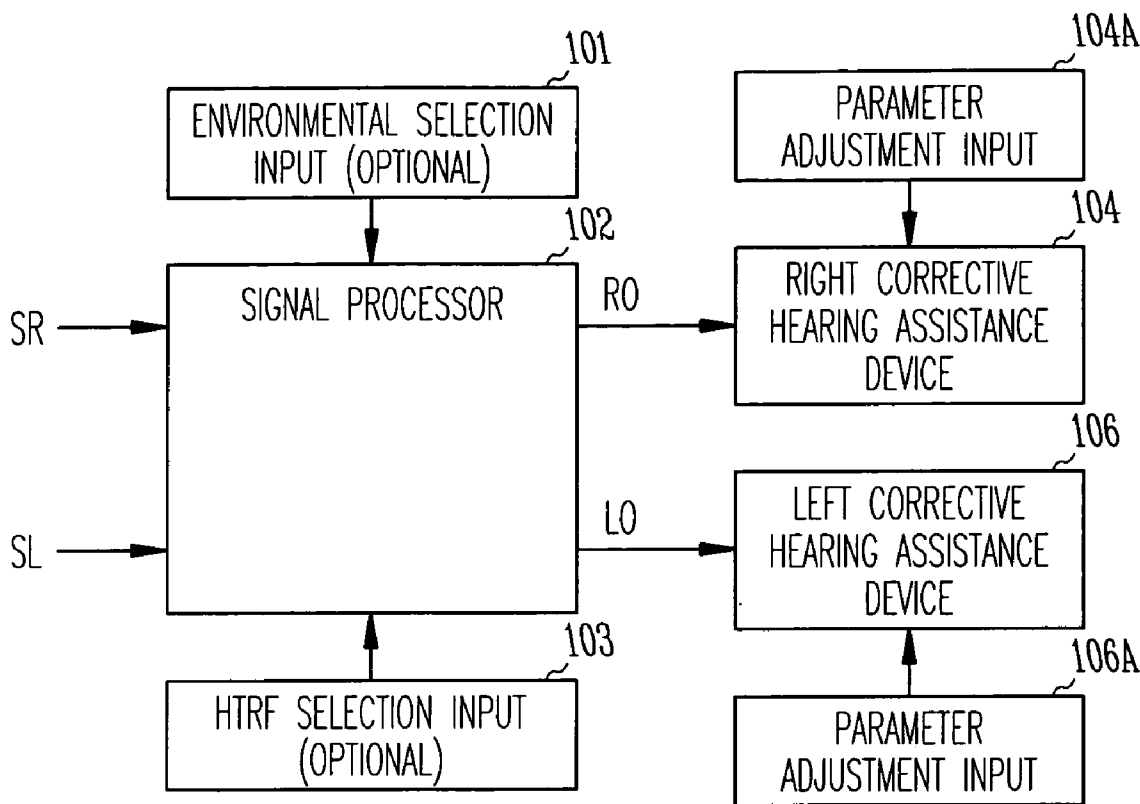 101
ENVIRONMENTAL SELECTION
INPUT (OPTIONAL)
104A
PARAMETER
ADJUSTMENT INPUT
102
SIGNAL PROCESSOR
SR
SL
RO
LO
104
RIGHT CORRECTIVE
HEARING ASSISTANCE
DEVICE
106
LEFT CORRECTIVE
HEARING ASSISTANCE
DEVICE
103
HTRF SELECTION INPUT
(OPTIONAL)
106A
PARAMETER
ADJUSTMENT INPUT